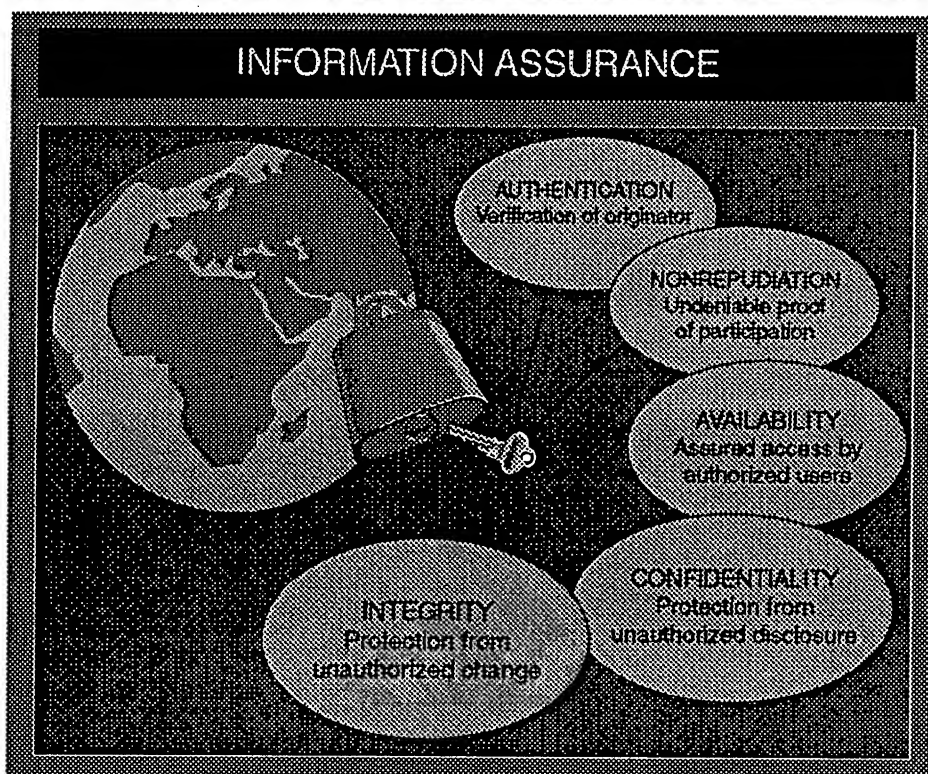 INFORMATION ASSURANCE
AUTHENTICATION
Verification of originator
NONREPUDIATION
Undeniable proof
of participation
AVAILABILITY
Assured access by
authorized users
CONFIDENTIALITY
Protection from
unauthorized disclosure
INTEGRITY
Protection from
unauthorized change